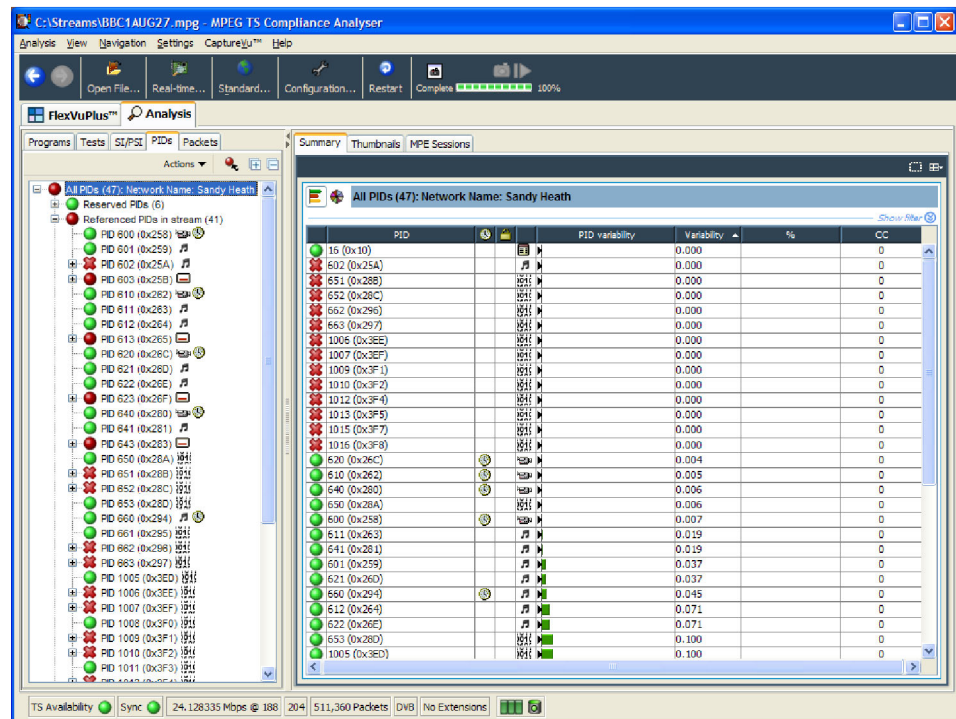 C:\Streams\BBC1AUG27.mpg - MPEG TS Compliance Analyser
Analysis View Navigation Settings CaptureVu™ Help
Open File... Real-time... Standard... Configuration... Restart Complete 100%
FlexVuPlus™ Analysis
Programs Tests SI/PSI PIDs Packets
Actions
All PIDs (47): Network Name: Sandy Heath
Reserved PIDs (6)
Referenced PIDs in stream (41)
PID 600 (0x258)
PID 601 (0x259)
PID 602 (0x25A)
PID 603 (0x25B)
PID 610 (0x262)
PID 611 (0x263)
PID 612 (0x264)
PID 613 (0x265)
PID 620 (0x26C)
PID 621 (0x26D)
PID 622 (0x26E)
PID 623 (0x26F)
PID 640 (0x280)
PID 641 (0x281)
PID 643 (0x283)
PID 650 (0x28A)
PID 651 (0x28B)
PID 652 (0x28C)
PID 653 (0x28D)
PID 660 (0x294)
PID 661 (0x295)
PID 662 (0x296)
PID 663 (0x297)
PID 1005 (0x3ED)
PID 1006 (0x3EE)
PID 1007 (0x3EF)
PID 1008 (0x3F0)
PID 1009 (0x3F1)
PID 1010 (0x3F2)
PID 1011 (0x3F3)
Summary Thumbnails MPE Sessions
All PIDs (47): Network Name: Sandy Heath
Show filter
PID PID variability Variability % CC
16 (0x10) 0.000 0
602 (0x25A) 0.000 0
651 (0x28B) 0.000 0
652 (0x28C) 0.000 0
662 (0x296) 0.000 0
663 (0x297) 0.000 0
1006 (0x3EE) 0.000 0
1007 (0x3EF) 0.000 0
1009 (0x3F1) 0.000 0
1010 (0x3F2) 0.000 0
1012 (0x3F4) 0.000 0
1013 (0x3F5) 0.000 0
1015 (0x3F7) 0.000 0
1016 (0x3F8) 0.000 0
620 (0x26C) 0.004 0
610 (0x262) 0.005 0
640 (0x280) 0.006 0
650 (0x28A) 0.006 0
600 (0x258) 0.007 0
611 (0x263) 0.019 0
641 (0x281) 0.019 0
601 (0x259) 0.037 0
621 (0x26D) 0.037 0
660 (0x294) 0.045 0
612 (0x264) 0.071 0
622 (0x26E) 0.071 0
653 (0x28D) 0.100 0
1005 (0x3ED) 0.100 0
TS Availability Sync 24.128335 Mbps @ 188 204 511,360 Packets DVB No Extensions